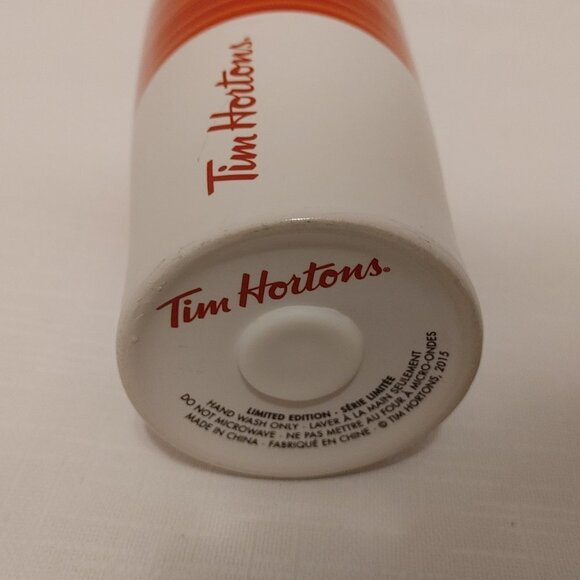 Tim Hortons.
Tim Hortons®
LIMITED EDITION · SÉRIE LIMITÉE
HAND WASH ONLY · LAVER À LA MAIN SEULEMENT
DO NOT MICROWAVE · NE PAS METTRE AU FOUR À MICRO-ONDES
MADE IN CHINA · FABRIQUÉ EN CHINE © TIM HORTONS, 2015